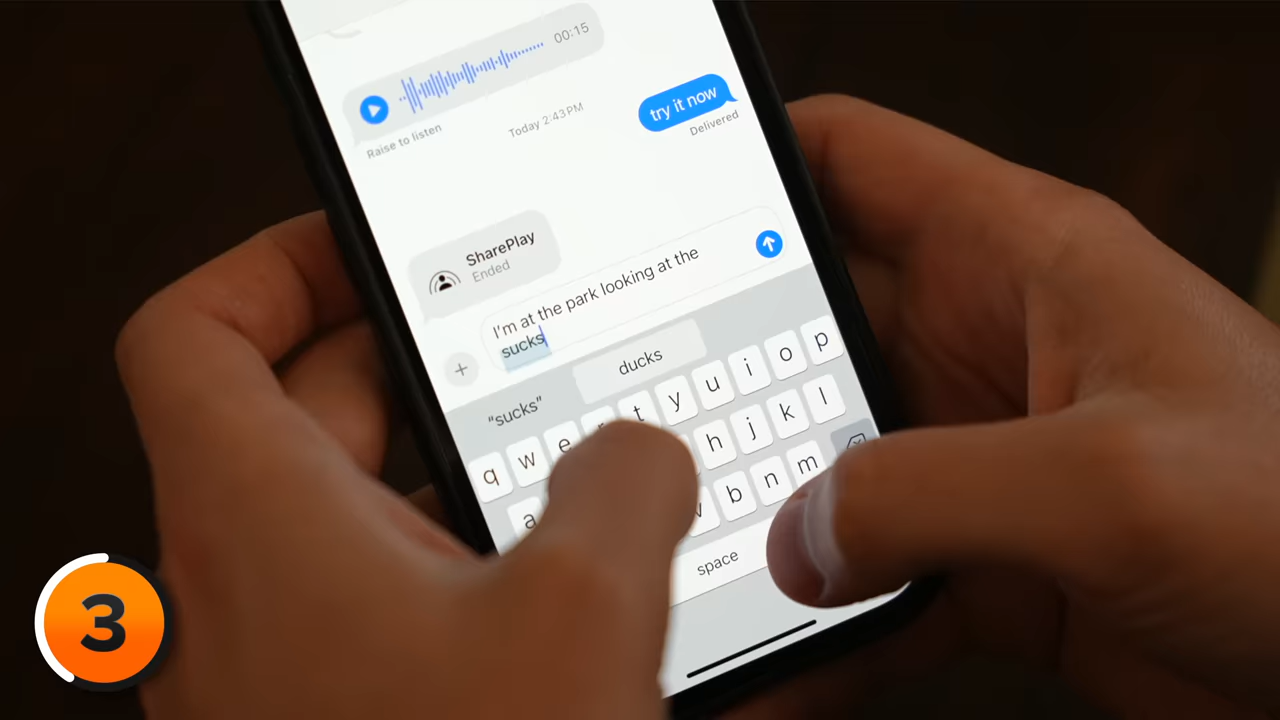 00:15
Raise to listen
Today 2:43 PM
try it now
Delivered
SharePlay
Ended
I'm at the park looking at the
sucks
"sucks"
ducks
q w e r t y u i o p
a h j k l
v b n m
space
3